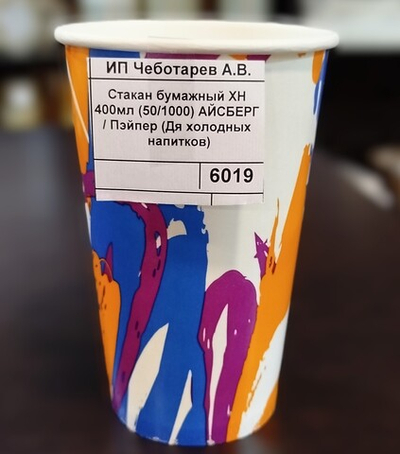 ИП Чеботарев А.В.
Стакан бумажный ХН
400мл (50/1000) АЙСБЕРГ
/ Пэйпер (Дя холодных
напитков)
6019